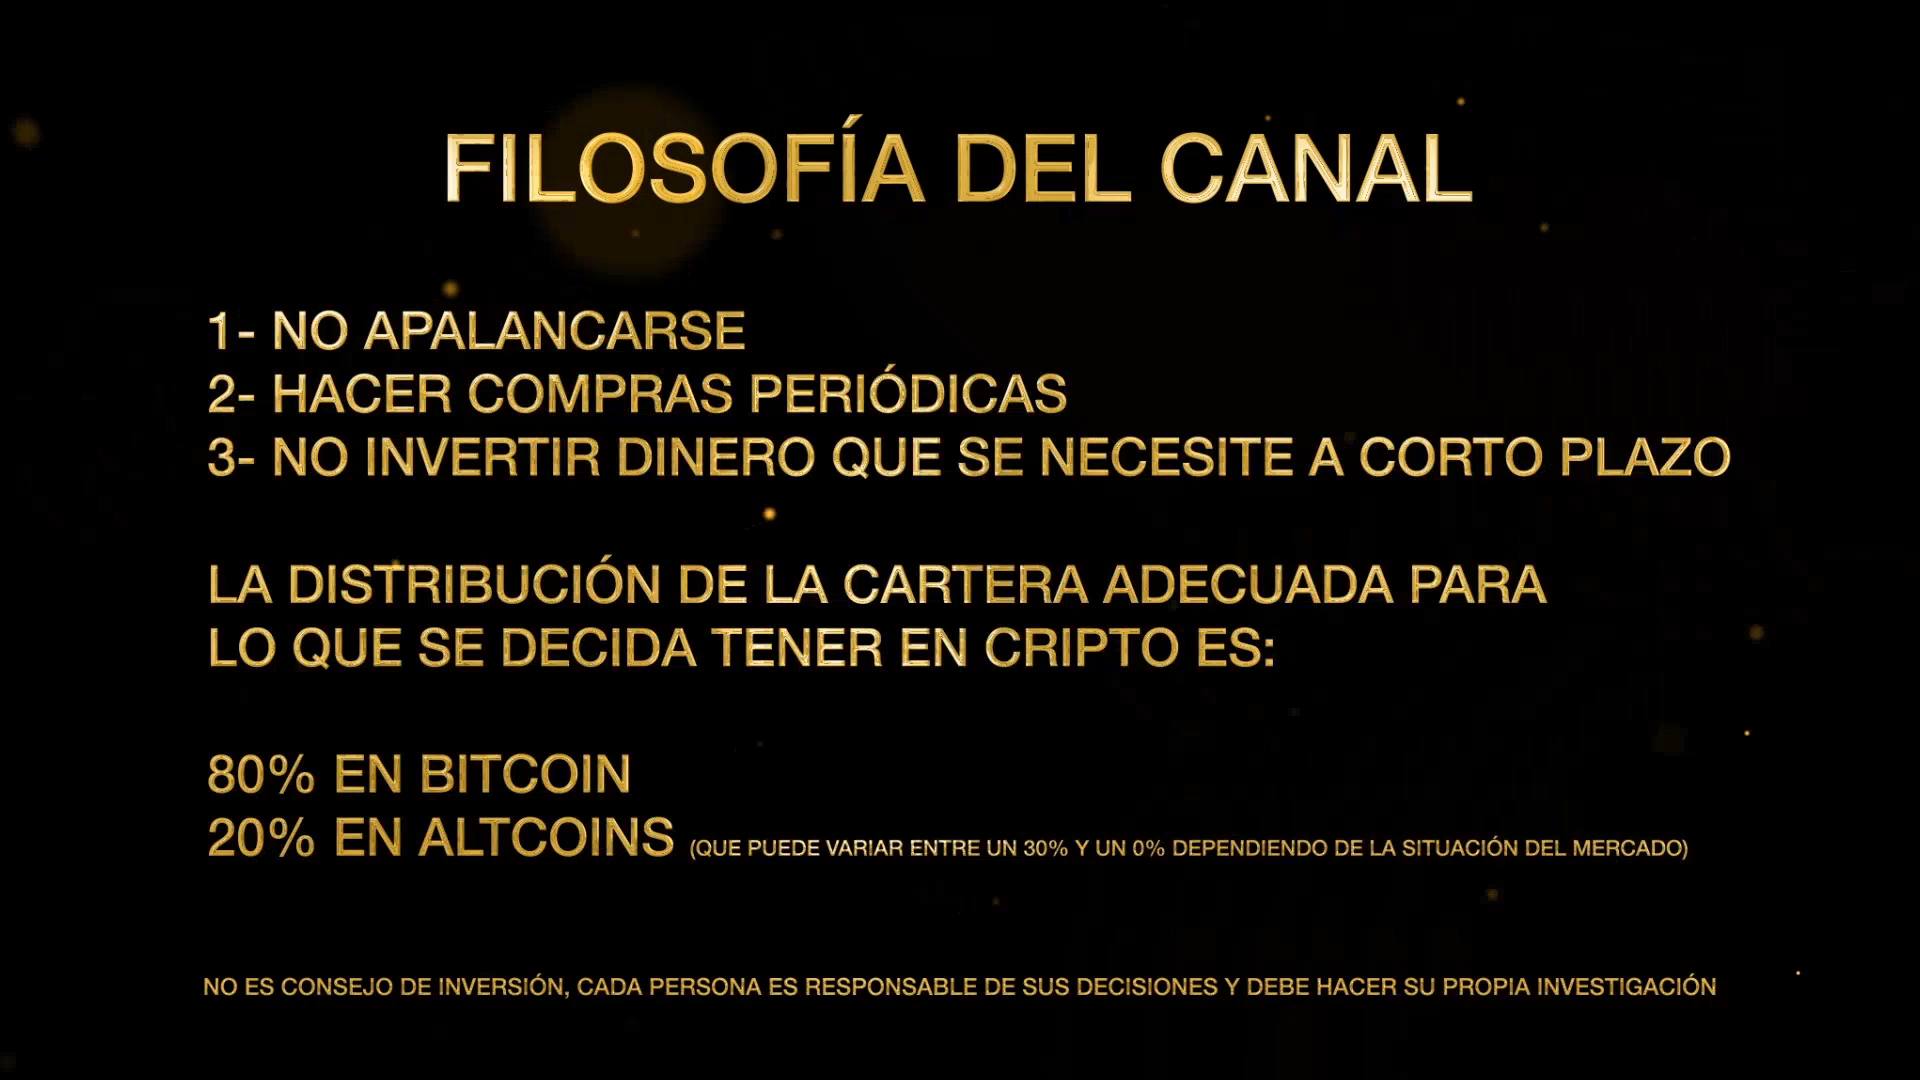 FILOSOFÍA DEL CANAL
1- NO APALANCARSE
2- HACER COMPRAS PERIÓDICAS
3- NO INVERTIR DINERO QUE SE NECESITE A CORTO PLAZO
LA DISTRIBUCIÓN DE LA CARTERA ADECUADA PARA
LO QUE SE DECIDA TENER EN CRIPTO ES:
80% EN BITCOIN
20% EN ALTCOINS (QUE PUEDE VARIAR ENTRE UN 30% Y UN 0% DEPENDIENDO DE LA SITUACIÓN DEL MERCADO)
NO ES CONSEJO DE INVERSIÓN, CADA PERSONA ES RESPONSABLE DE SUS DECISIONES Y DEBE HACER SU PROPIA INVESTIGACIÓN